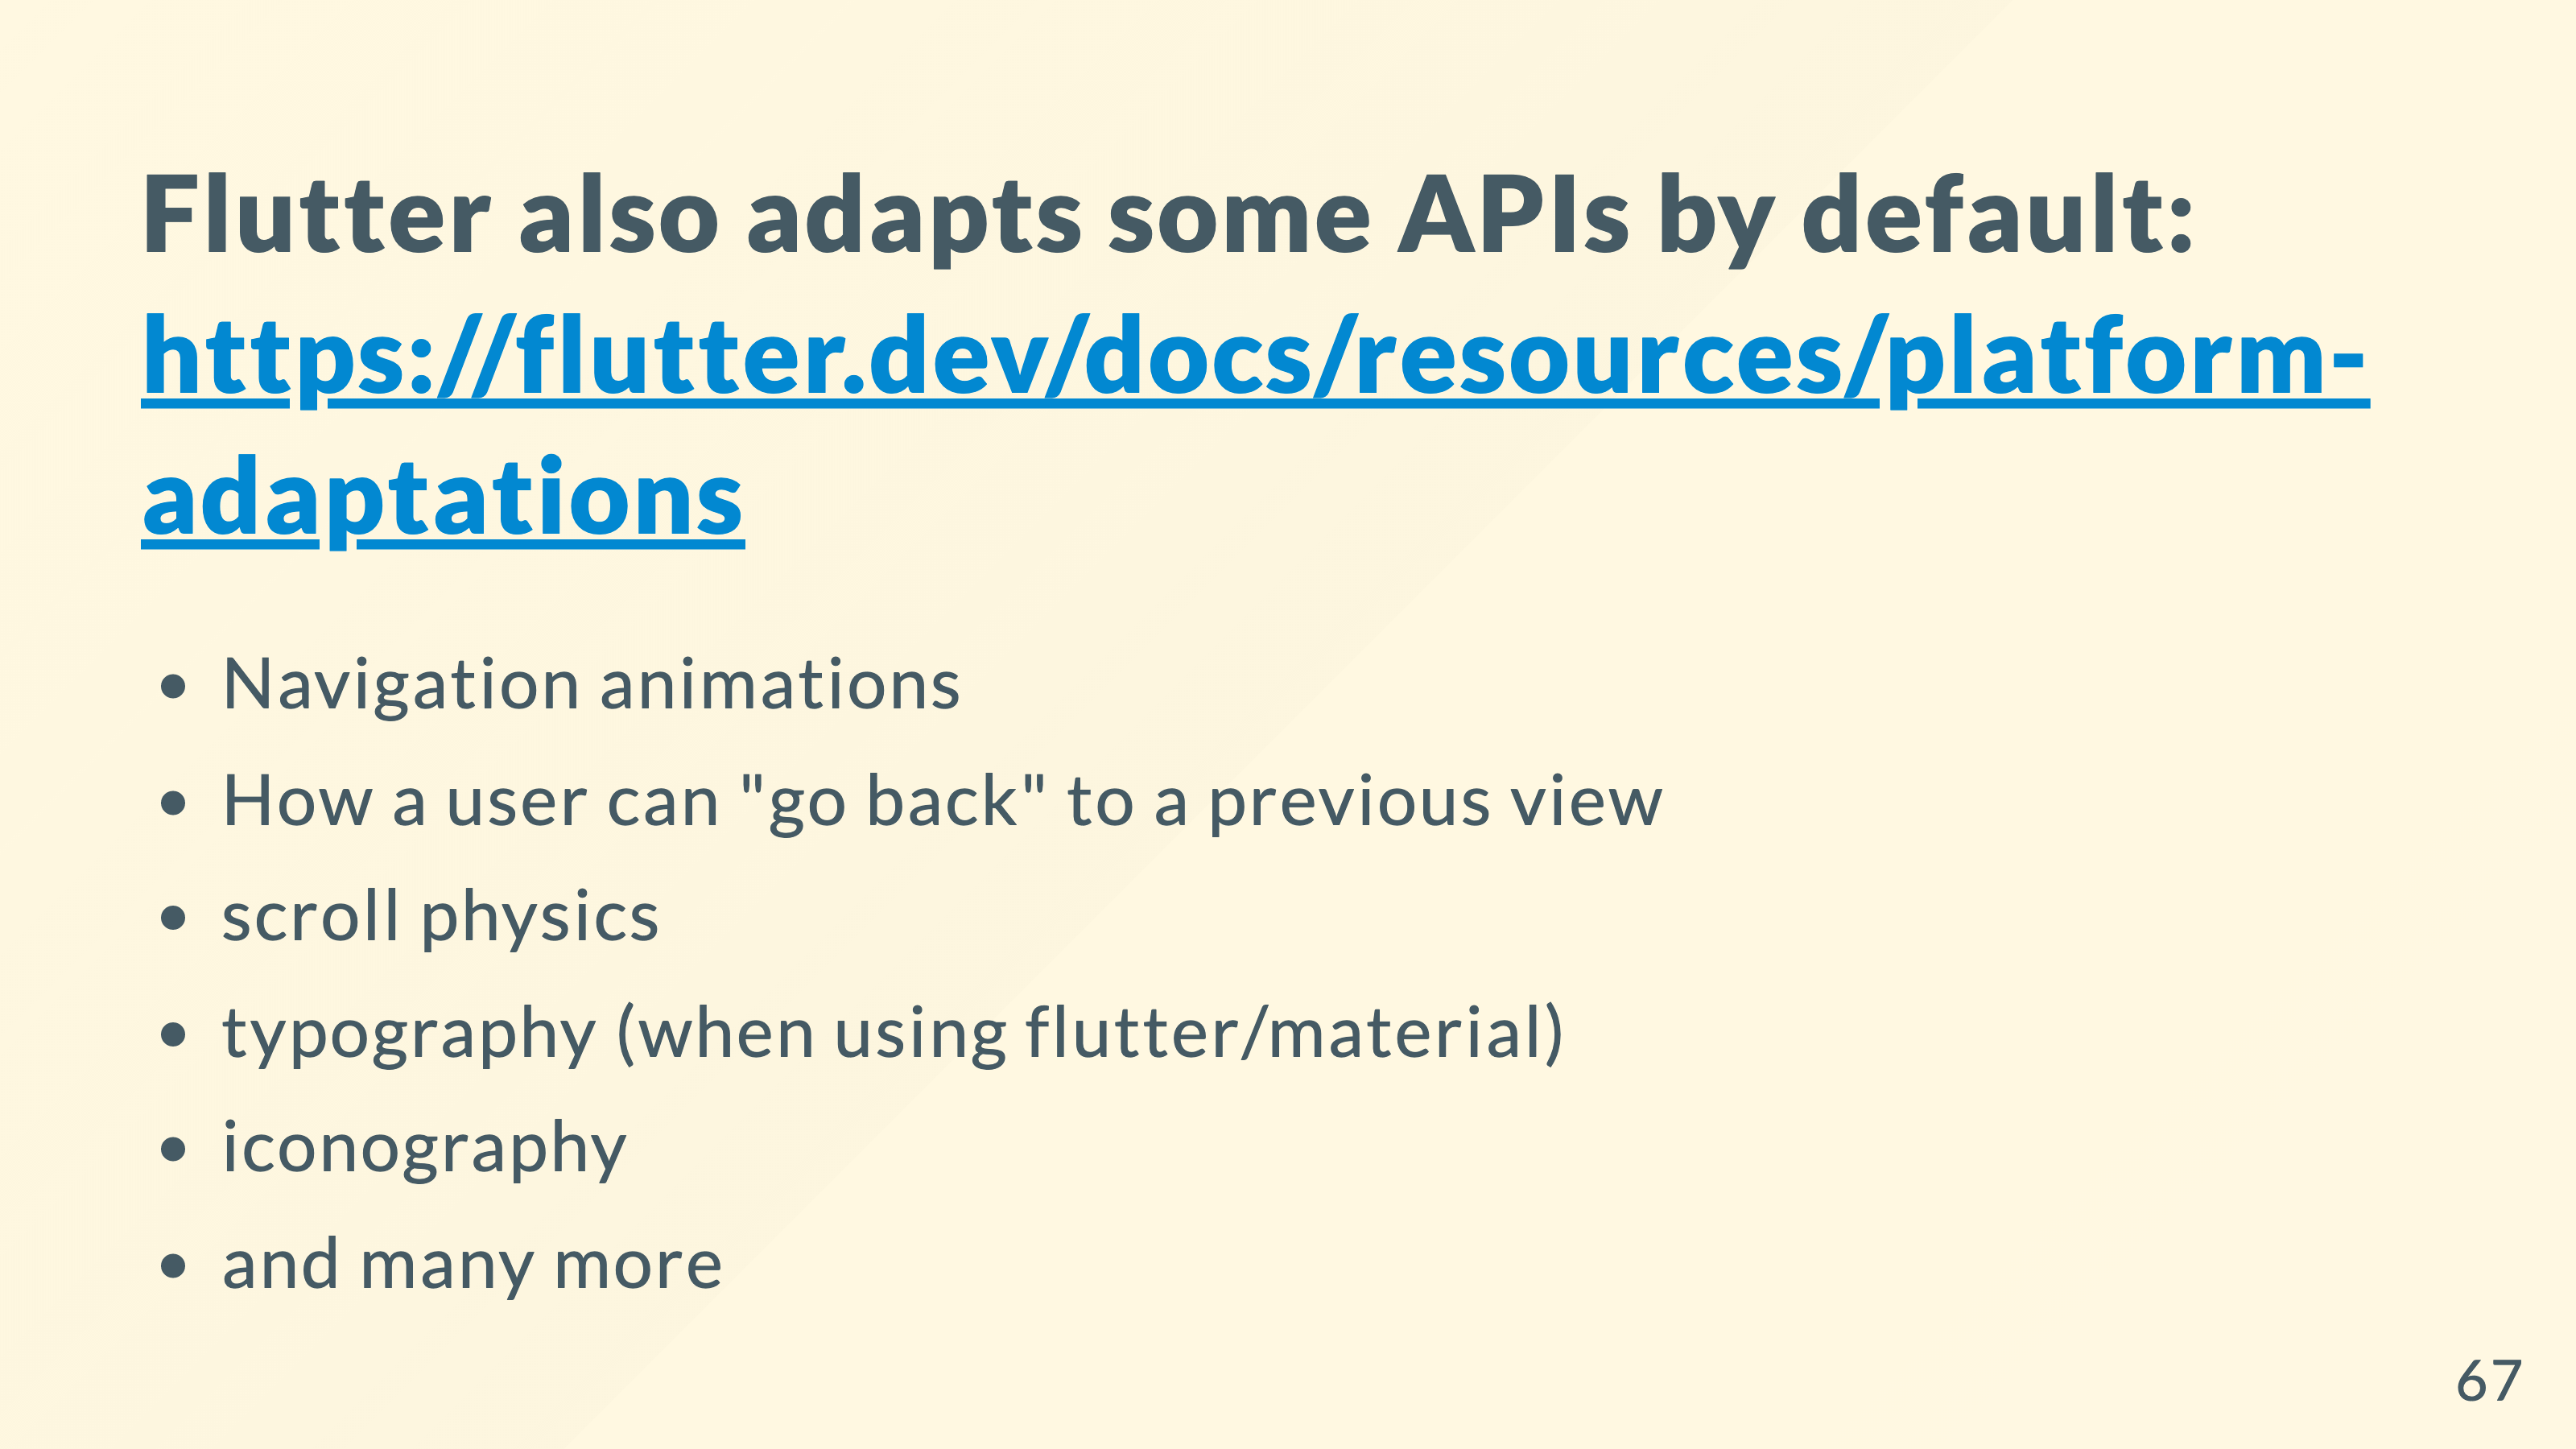 Flutter also adapts some APIs by default:
https://flutter.dev/docs/resources/platform-
adaptations
• Navigation animations
• How a user can "go back" to a previous view
• scroll physics
• typography (when using flutter/material)
• iconography
• and many more
67